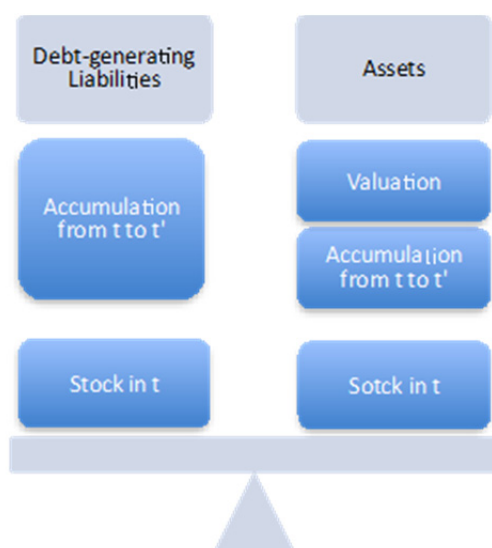 Debt-generating
Liabilities
Assets
Accumulation
from t to t'
Valuation
Accumulation
from t to t'
Stock in t
Sotck in t